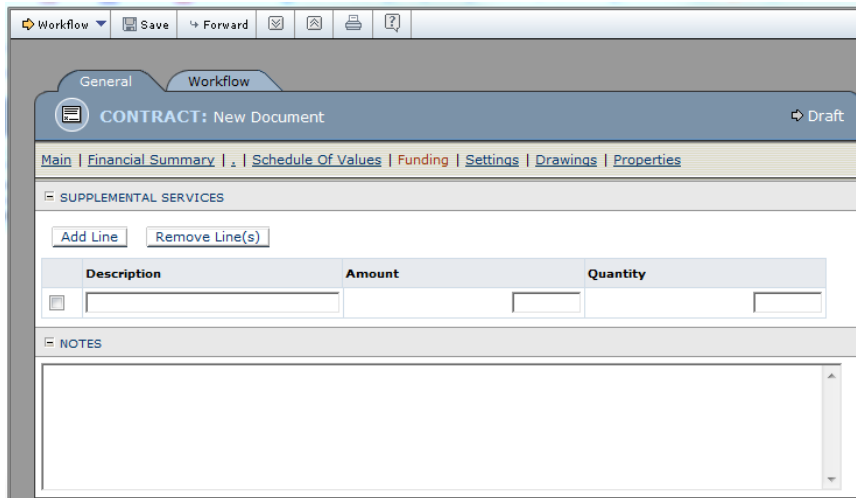 Workflow Save Forward ?
General Workflow
CONTRACT: New Document Draft
Main | Financial Summary | . | Schedule Of Values | Funding | Settings | Drawings | Properties
SUPPLEMENTAL SERVICES
Add Line Remove Line(s)
Description Amount Quantity
NOTES